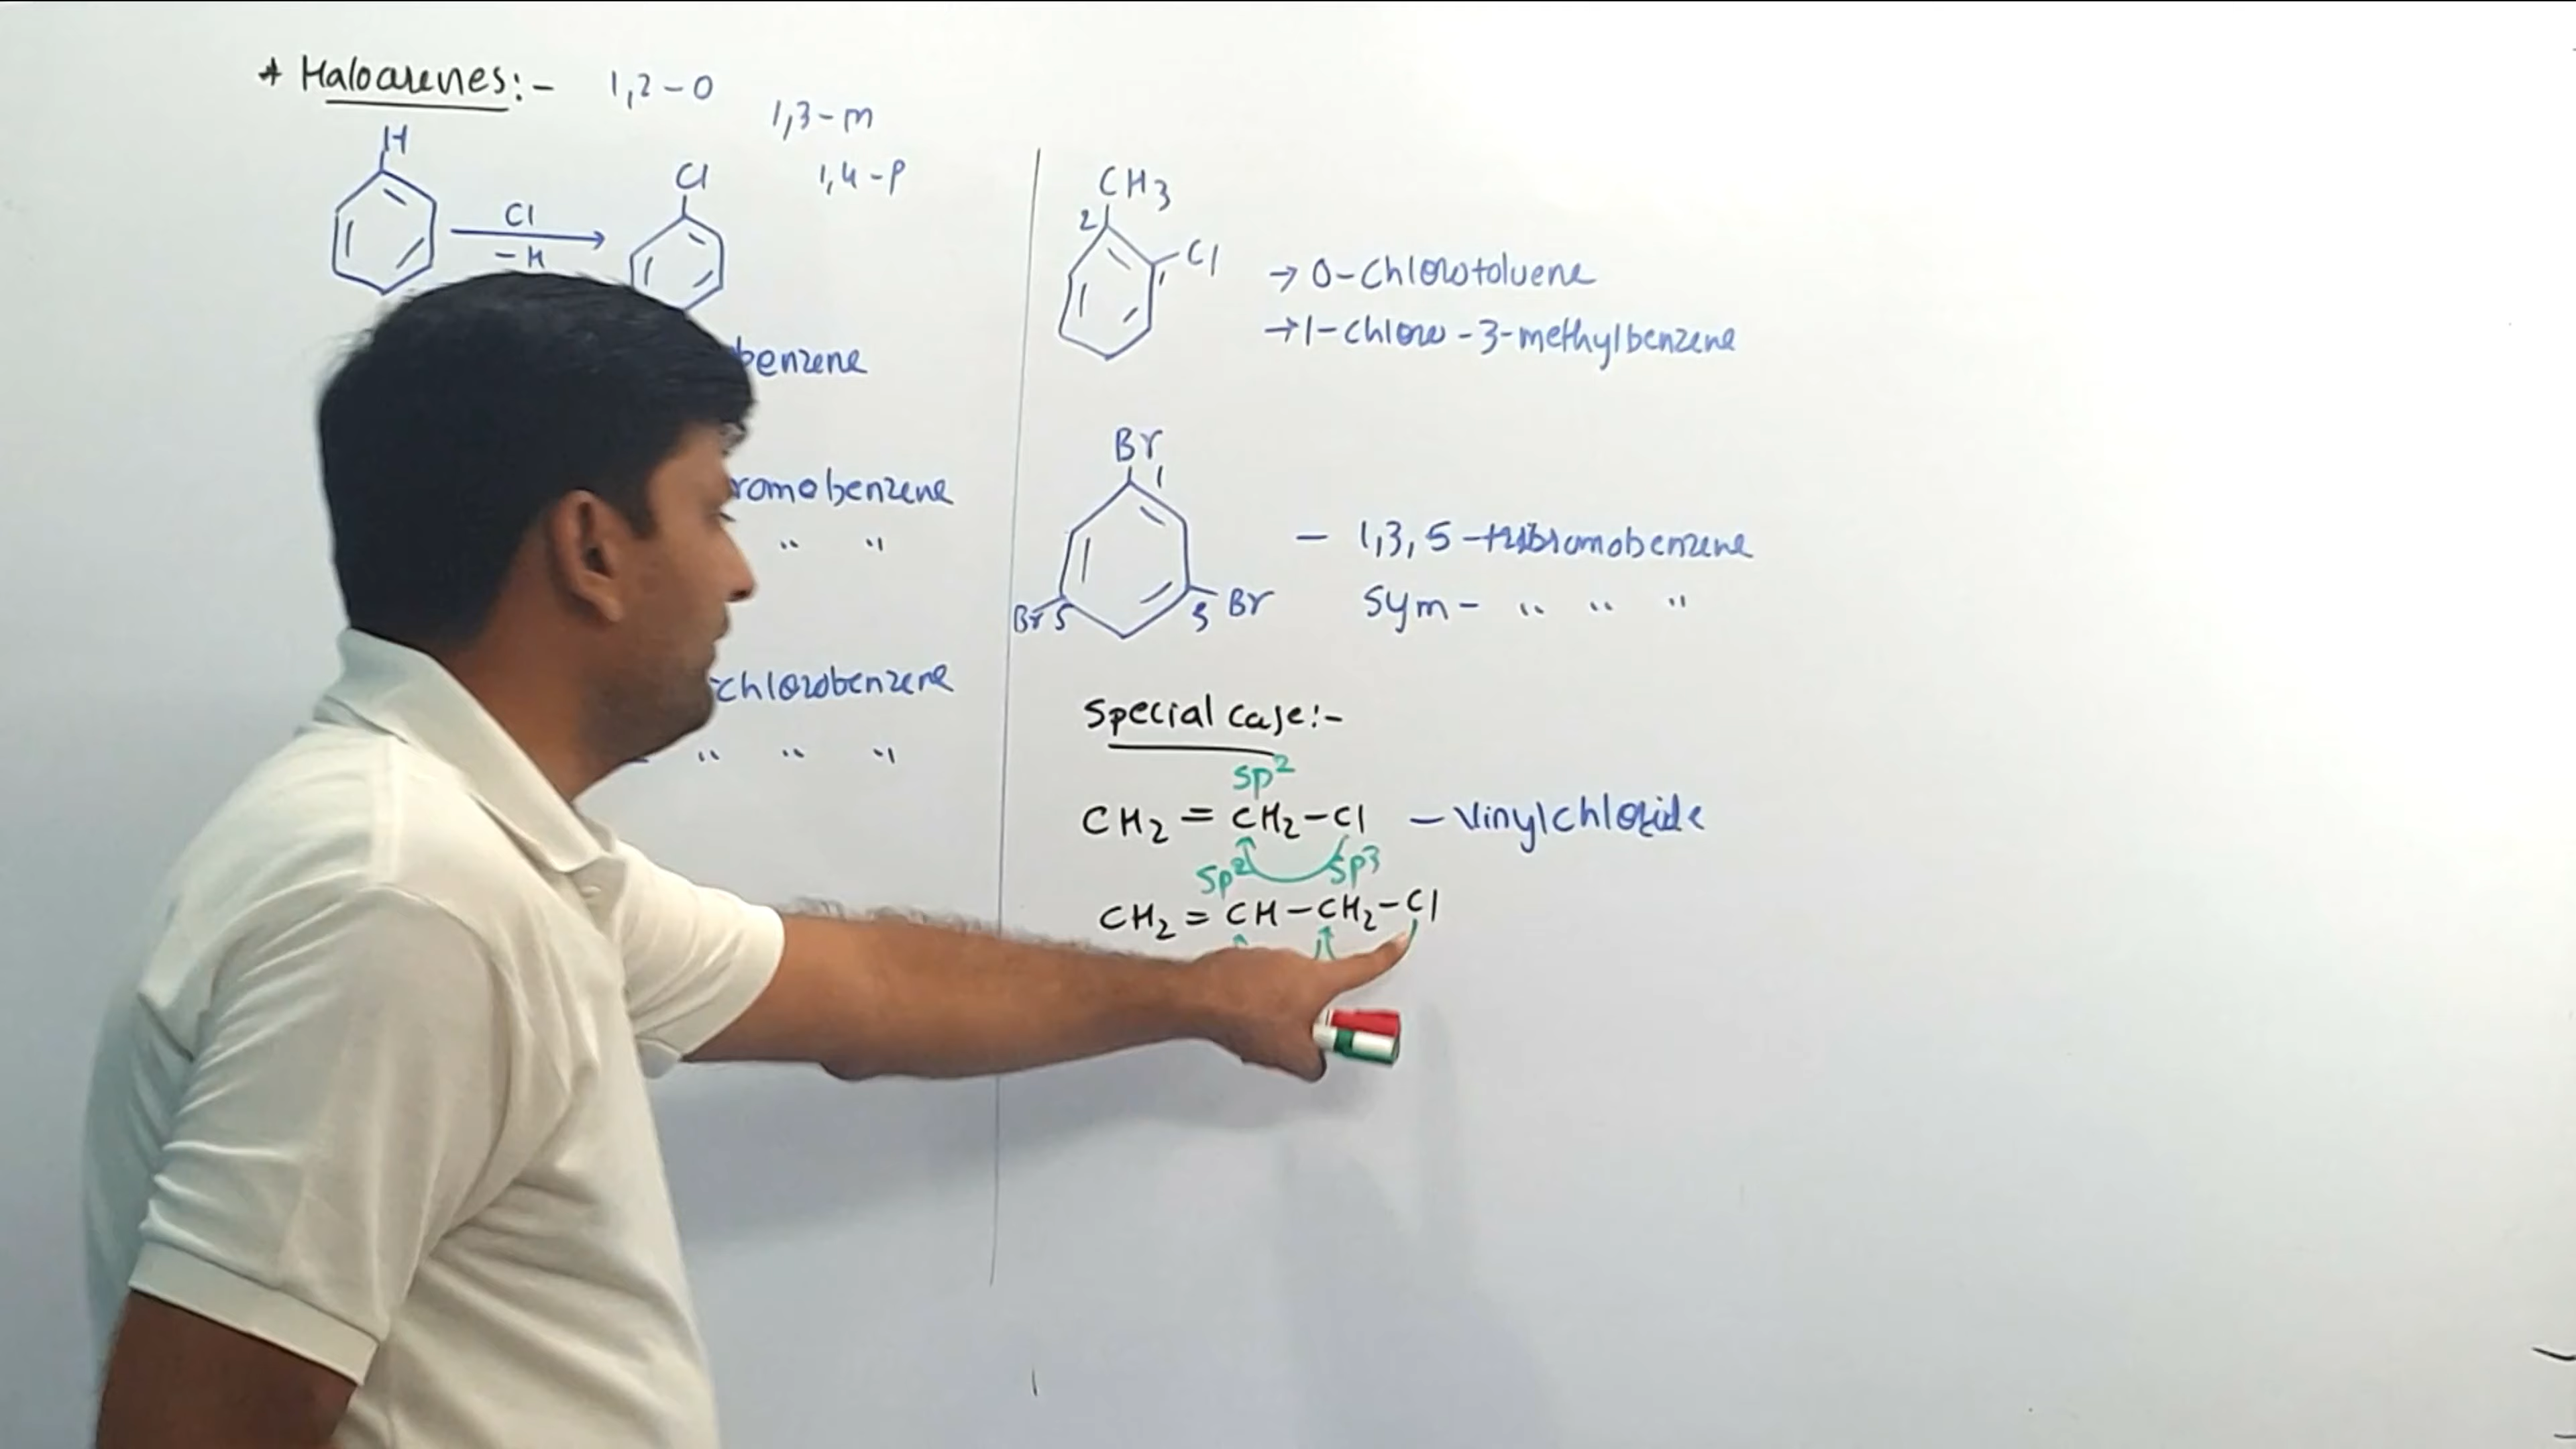 * Haloarenes:- 1,2-o
1,3-m
1,4-p
H
Cl
Cl
-H
benzene
romobenzene
" "
chlorobenzene
" " "
CH3
2
Cl
1
→ o-Chlorotoluene
→ 1-chloro-3-methylbenzene
Br
1
Br 5
3 Br
- 1,3,5-tribromobenzene
Sym- " " "
Special case:-
sp2
CH2=CH2-Cl - Vinylchloride
sp2 sp3
CH2=CH-CH2-Cl